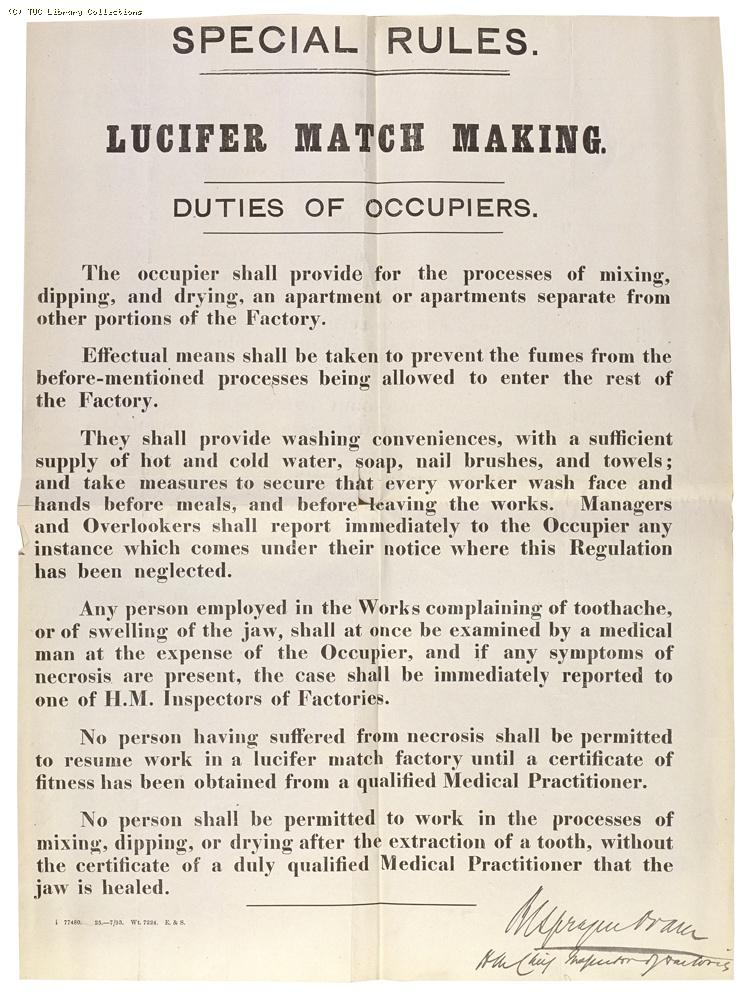 (C) TUC Library Collections
SPECIAL RULES.
LUCIFER MATCH MAKING.
DUTIES OF OCCUPIERS.
The occupier shall provide for the processes of mixing,
dipping, and drying, an apartment or apartments separate from
other portions of the Factory.
Effectual means shall be taken to prevent the fumes from the
before-mentioned processes being allowed to enter the rest of
the Factory.
They shall provide washing conveniences, with a sufficient
supply of hot and cold water, soap, nail brushes, and towels;
and take measures to secure that every worker wash face and
hands before meals, and before leaving the works. Managers
and Overlookers shall report immediately to the Occupier any
instance which comes under their notice where this Regulation
has been neglected.
Any person employed in the Works complaining of toothache,
or of swelling of the jaw, shall at once be examined by a medical
man at the expense of the Occupier, and if any symptoms of
necrosis are present, the case shall be immediately reported to
one of H.M. Inspectors of Factories.
No person having suffered from necrosis shall be permitted
to resume work in a lucifer match factory until a certificate of
fitness has been obtained from a qualified Medical Practitioner.
No person shall be permitted to work in the processes of
mixing, dipping, or drying after the extraction of a tooth, without
the certificate of a duly qualified Medical Practitioner that the
jaw is healed.
77480. 25.—7/93. Wt. 7224. E. & S.
HM Chief Inspector of Factories